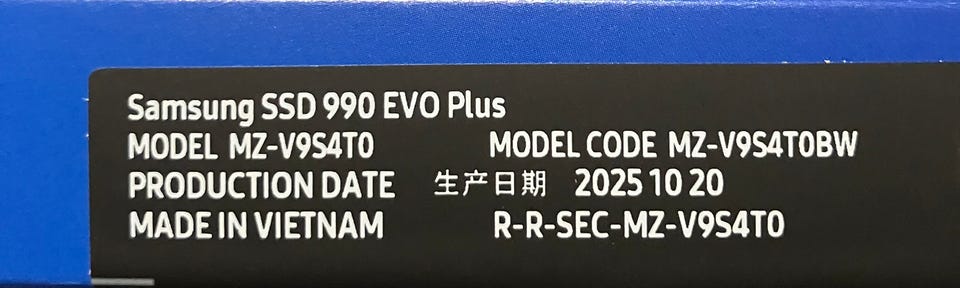 Samsung SSD 990 EVO Plus
MODEL MZ-V9S4T0 MODEL CODE MZ-V9S4T0BW
PRODUCTION DATE 生产日期 2025 10 20
MADE IN VIETNAM R-R-SEC-MZ-V9S4T0